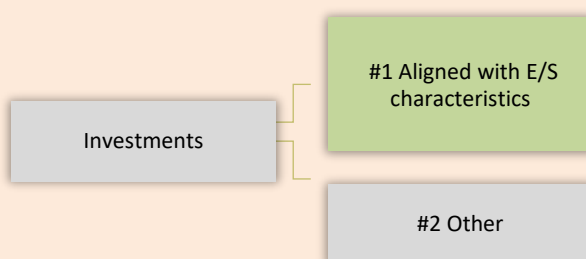 Investments
#1 Aligned with E/S
characteristics
#2 Other